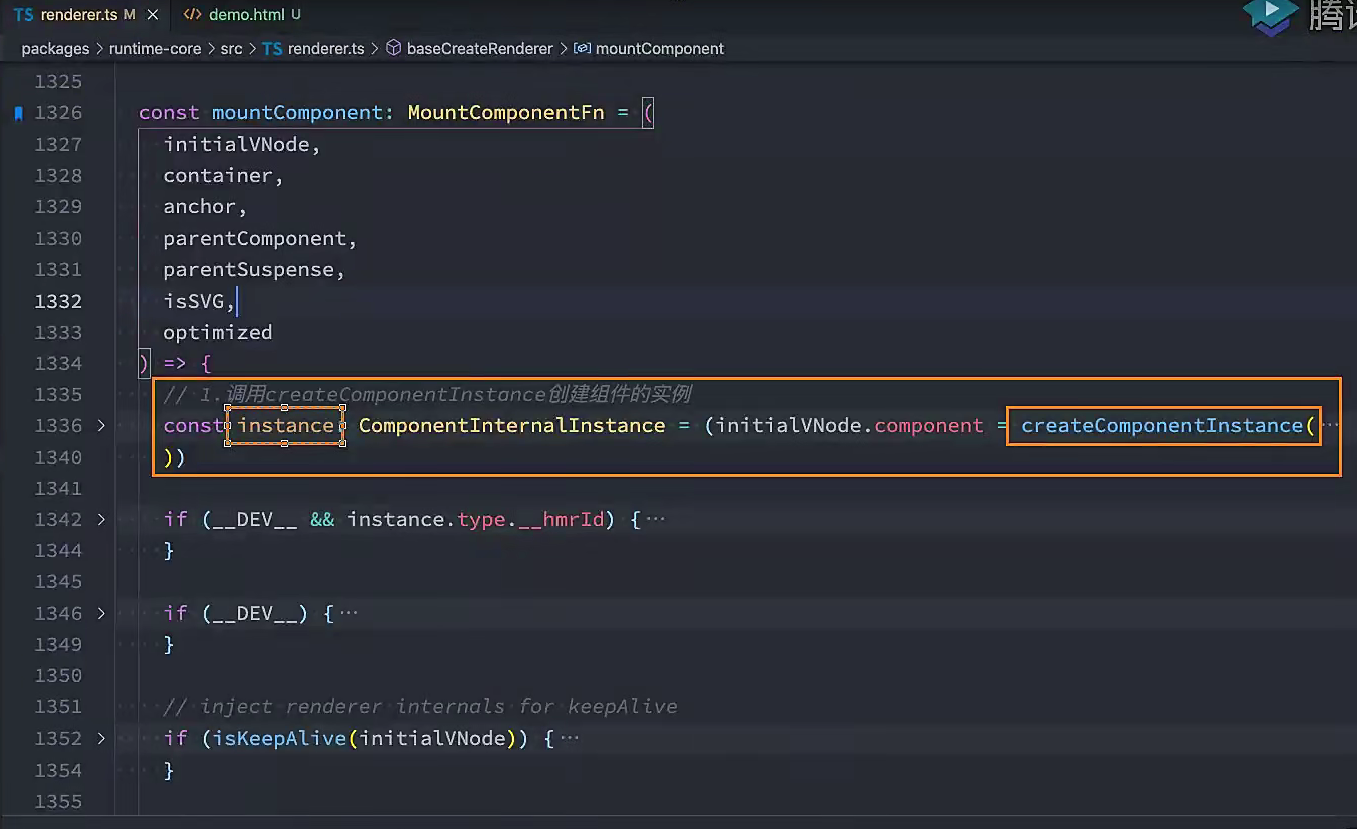 TS renderer.ts M × <> demo.html U
腾
packages > runtime-core > src > TS renderer.ts > baseCreateRenderer > mountComponent
1325
1326 const mountComponent: MountComponentFn = (
1327 initialVNode,
1328 container,
1329 anchor,
1330 parentComponent,
1331 parentSuspense,
1332 isSVG,
1333 optimized
1334 ) => {
1335 // 1.调用createComponentInstance创建组件的实例
1336 const instance: ComponentInternalInstance = (initialVNode.component = createComponentInstance(···
1340 ))
1341
1342 if (__DEV__ && instance.type.__hmrId) {···
1344 }
1345
1346 if (__DEV__) {···
1349 }
1350
1351 // inject renderer internals for keepAlive
1352 if (isKeepAlive(initialVNode)) {···
1354 }
1355